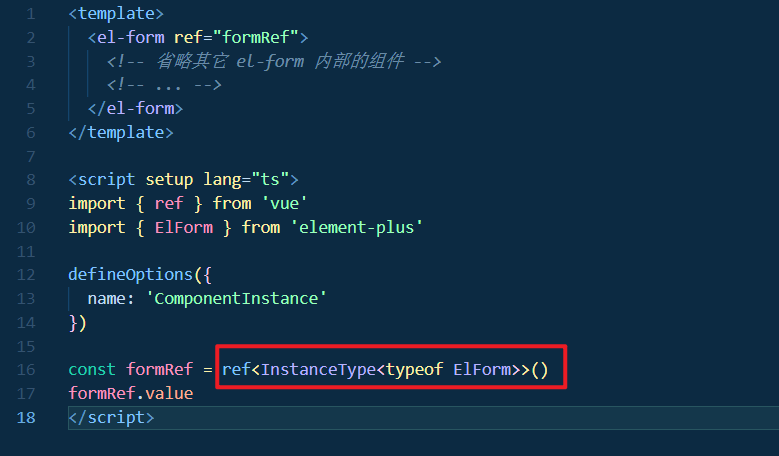 1 <template>
2 <el-form ref="formRef">
3 <!-- 省略其它 el-form 内部的组件 -->
4 <!-- ... -->
5 </el-form>
6 </template>
7
8 <script setup lang="ts">
9 import { ref } from 'vue'
10 import { ElForm } from 'element-plus'
11
12 defineOptions({
13 name: 'ComponentInstance'
14 })
15
16 const formRef = ref<InstanceType<typeof ElForm>>()
17 formRef.value
18 </script>